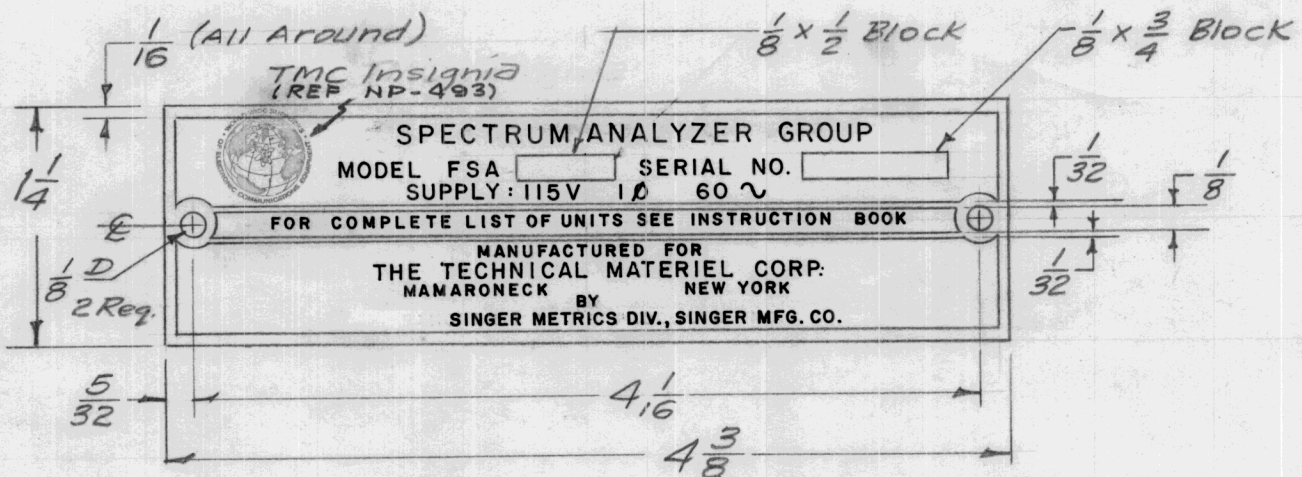 1/16 (All Around)
1/8 x 1/2 Block
1/8 x 3/4 Block
TMC Insignia
(REF NP-493)
SPECTRUM ANALYZER GROUP
MODEL FSA SERIAL NO.
SUPPLY: 115V 1Ø 60 ~
1 1/4
1/32
1/8
FOR COMPLETE LIST OF UNITS SEE INSTRUCTION BOOK
℄
1/32
1/8 D
2 Req.
MANUFACTURED FOR
THE TECHNICAL MATERIEL CORP.
MAMARONECK NEW YORK
BY
SINGER METRICS DIV., SINGER MFG. CO.
5/32
4 1/16
4 3/8